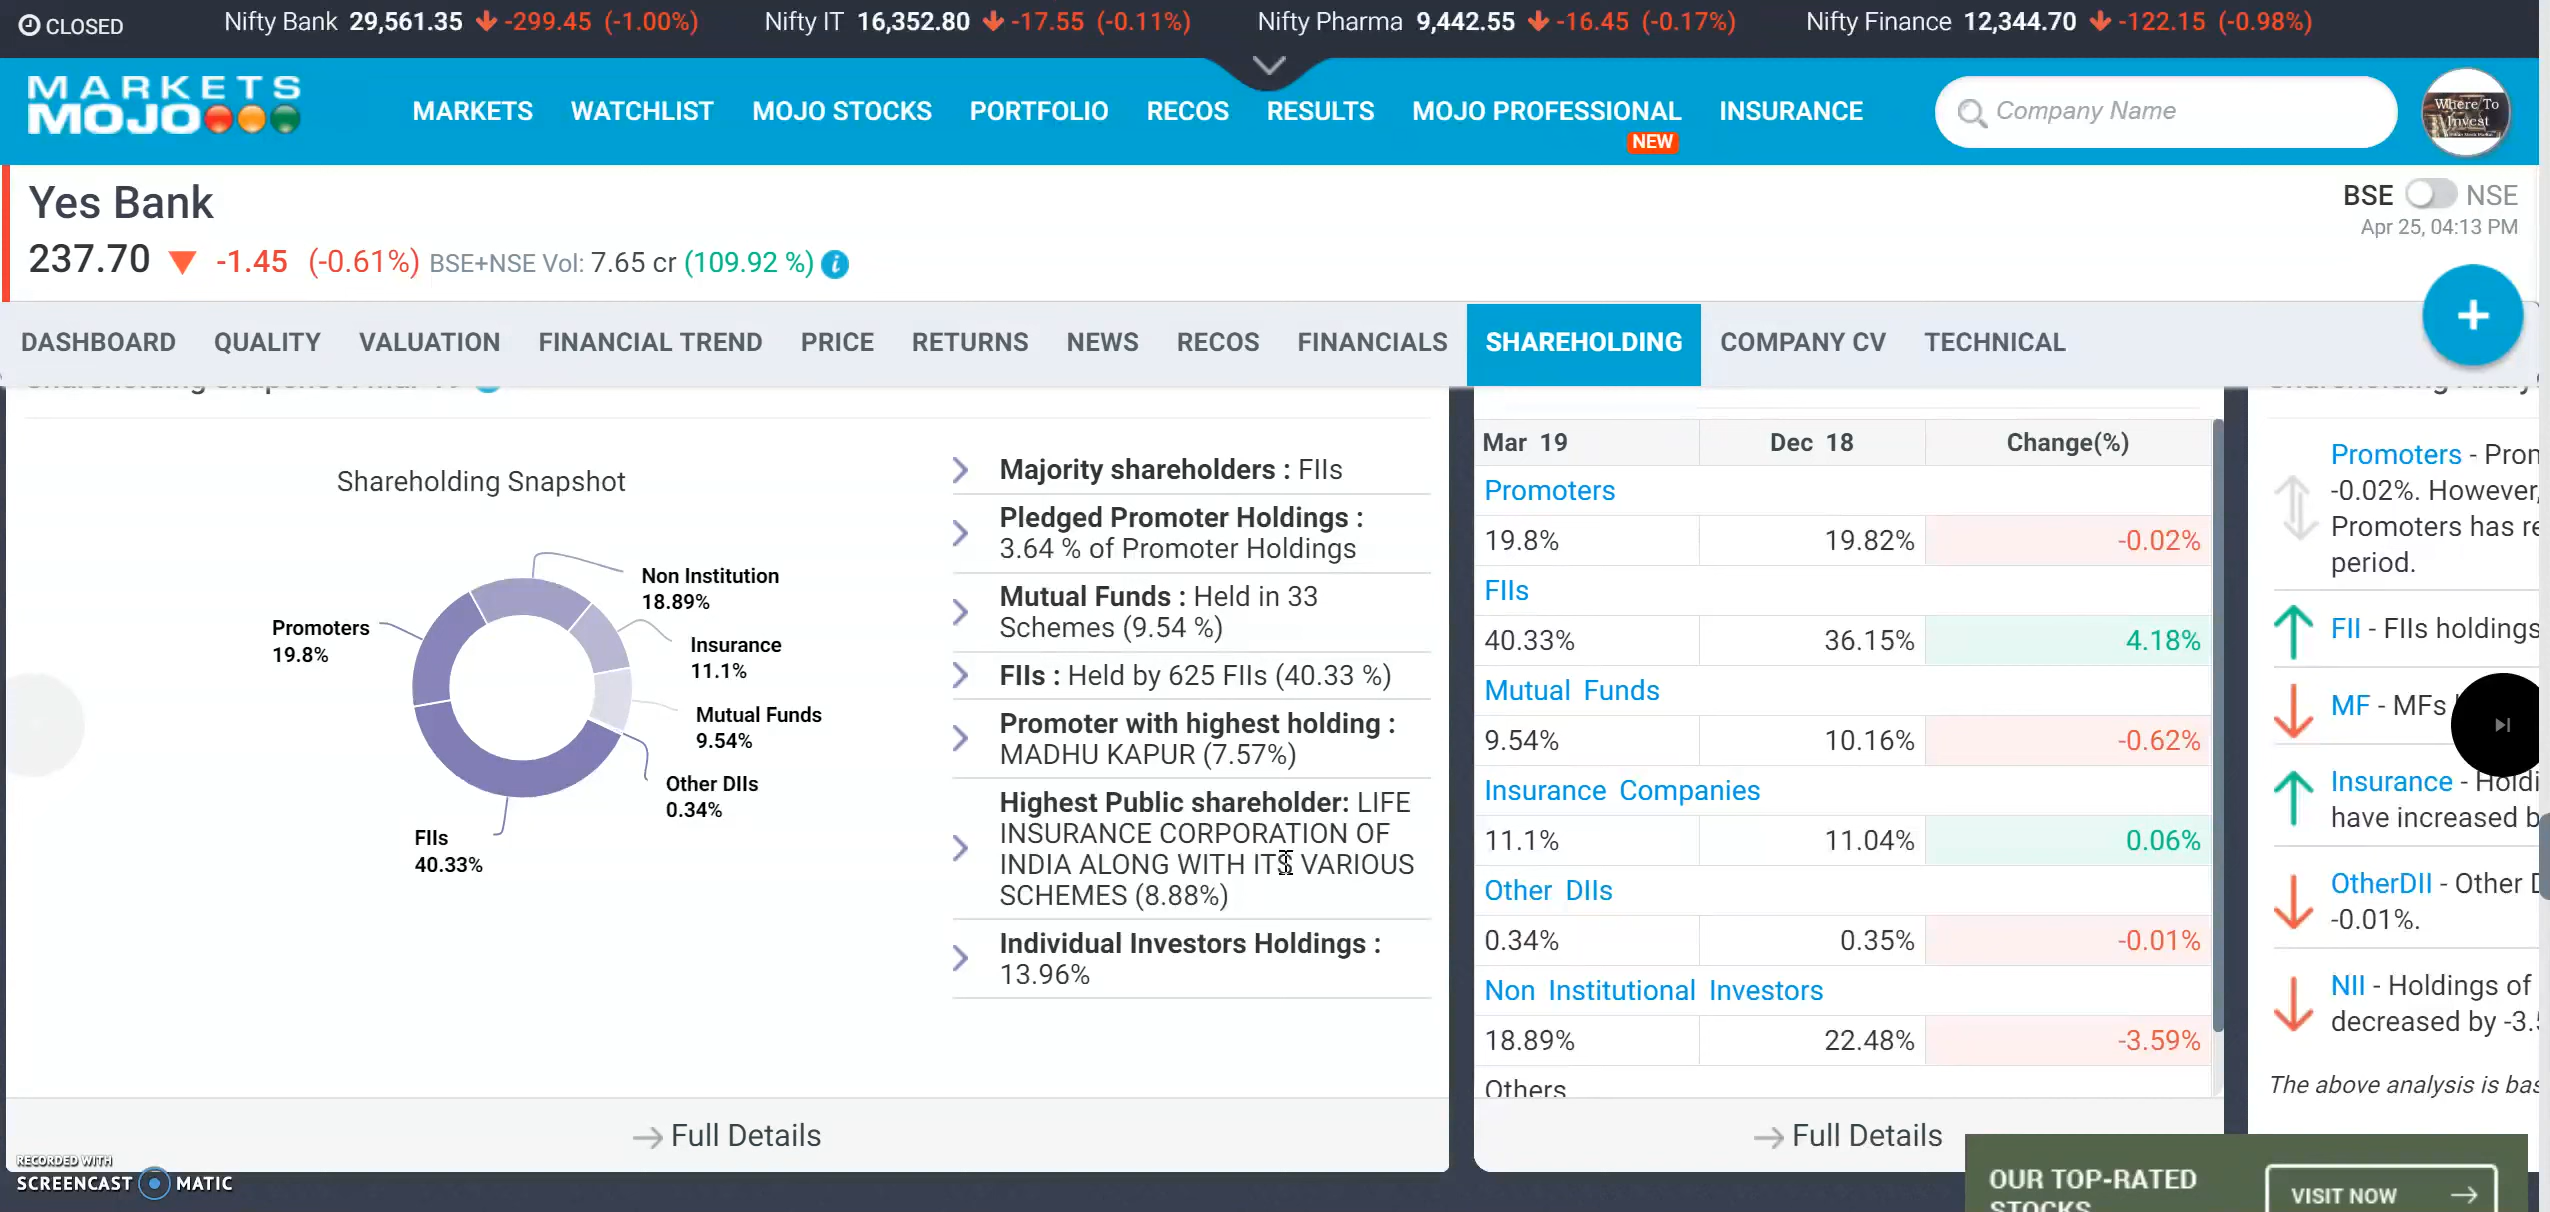 CLOSED
Nifty Bank 29,561.35 -299.45 (-1.00%)
Nifty IT 16,352.80 -17.55 (-0.11%)
Nifty Pharma 9,442.55 -16.45 (-0.17%)
Nifty Finance 12,344.70 -122.15 (-0.98%)
MARKETS
MOJO
MARKETS WATCHLIST MOJO STOCKS PORTFOLIO RECOS RESULTS MOJO PROFESSIONAL INSURANCE
NEW
Company Name
Where To
Invest
Yes Bank
237.70 -1.45 (-0.61%) BSE+NSE Vol: 7.65 cr (109.92 %) i
BSE NSE
Apr 25, 04:13 PM
+
DASHBOARD QUALITY VALUATION FINANCIAL TREND PRICE RETURNS NEWS RECOS FINANCIALS SHAREHOLDING COMPANY CV TECHNICAL
Shareholding Snapshot
Non Institution
18.89%
Promoters
19.8%
Insurance
11.1%
Mutual Funds
9.54%
Other DIIs
0.34%
FIIs
40.33%
Majority shareholders : FIIs
Pledged Promoter Holdings :
3.64 % of Promoter Holdings
Mutual Funds : Held in 33
Schemes (9.54 %)
FIIs : Held by 625 FIIs (40.33 %)
Promoter with highest holding :
MADHU KAPUR (7.57%)
Highest Public shareholder: LIFE
INSURANCE CORPORATION OF
INDIA ALONG WITH ITS VARIOUS
SCHEMES (8.88%)
Individual Investors Holdings :
13.96%
Full Details
Mar 19 Dec 18 Change(%)
Promoters
19.8% 19.82% -0.02%
FIIs
40.33% 36.15% 4.18%
Mutual Funds
9.54% 10.16% -0.62%
Insurance Companies
11.1% 11.04% 0.06%
Other DIIs
0.34% 0.35% -0.01%
Non Institutional Investors
18.89% 22.48% -3.59%
Others
Full Details
Promoters - Pron
-0.02%. However,
Promoters has re
period.
FII - FIIs holdings
MF - MFs
Insurance - Holdi
have increased b
OtherDII - Other D
-0.01%.
NII - Holdings of
decreased by -3.5
The above analysis is bas
OUR TOP-RATED
STOCKS
VISIT NOW
RECORDED WITH
SCREENCAST MATIC